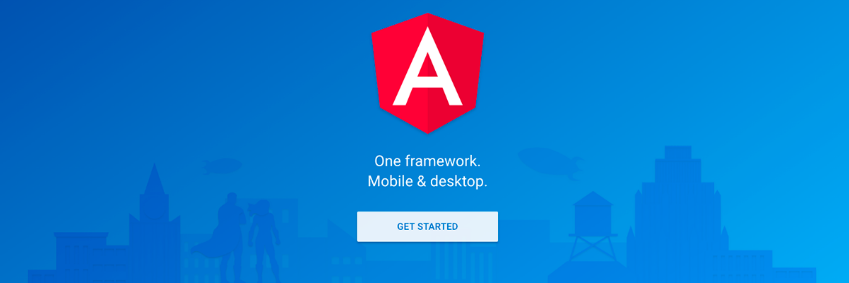 A
One framework.
Mobile & desktop.
GET STARTED